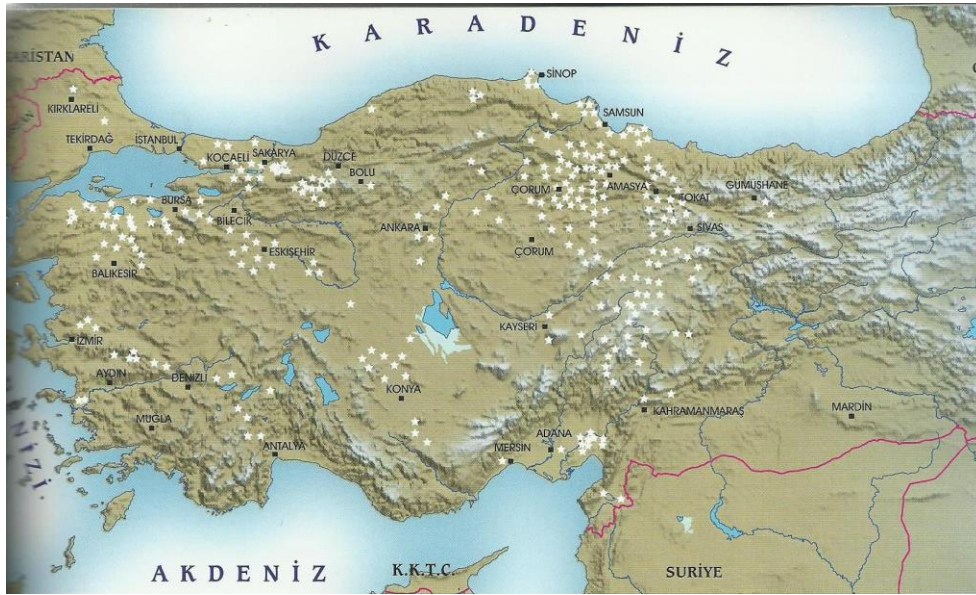 KARADENİZ
ARİSTAN
SİNOP
KIRKLARELİ
SAMSUN
TEKİRDAĞ
İSTANBUL
KOCAELİ
SAKARYA
DÜZCE
BOLU
ÇORUM
AMASYA
TOKAT
GÜMÜŞHANE
BURSA
BİLECİK
ANKARA
SİVAS
ESKİŞEHİR
ÇORUM
BALIKESİR
KAYSERİ
İZMİR
AYDIN
DENİZLİ
KONYA
KAHRAMANMARAŞ
MARDİN
MUĞLA
ANTALYA
MERSİN
ADANA
NİZİ
AKDENİZ
K.K.T.C.
SURİYE